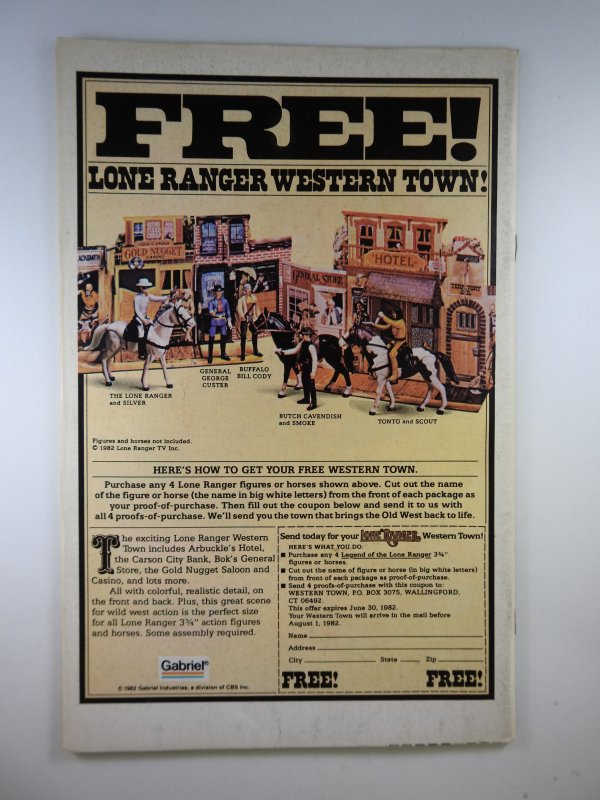 FREE!
LONE RANGER WESTERN TOWN!
GOLD NUGGET
CASINO
GENERAL STORE
HOTEL
THE LONE RANGER
and SILVER
GENERAL
GEORGE
CUSTER
BUFFALO
BILL CODY
BUTCH CAVENDISH
and SMOKE
TONTO and SCOUT
Figures and horses not included.
© 1982 Lone Ranger TV Inc.
HERE'S HOW TO GET YOUR FREE WESTERN TOWN.
Purchase any 4 Lone Ranger figures or horses shown above. Cut out the name
of the figure or horse (the name in big white letters) from the front of each package as
your proof-of-purchase. Then fill out the coupon below and send it to us with
all 4 proofs-of-purchase. We'll send you the town that brings the Old West back to life.
The exciting Lone Ranger Western
Town includes Arbuckle's Hotel,
the Carson City Bank, Bok's General
Store, the Gold Nugget Saloon and
Casino, and lots more.
All with colorful, realistic detail, on
the front and back. Plus, this great scene
for wild west action is the perfect size
for all Lone Ranger 3¾" action figures
and horses. Some assembly required.
Gabriel®
© 1982 Gabriel Industries, a division of CBS Inc.
Send today for your LONE RANGER Western Town!
HERE'S WHAT YOU DO:
■ Purchase any 4 Legend of the Lone Ranger 3¾"
figures or horses.
■ Cut out the name of figure or horse (in big white letters)
from front of each package as proof-of-purchase.
■ Send 4 proofs-of-purchase with this coupon to:
WESTERN TOWN, P.O. BOX 3075, WALLINGFORD,
CT 06492.
This offer expires June 30, 1982.
Your Western Town will arrive in the mail before
August 1, 1982.
Name
Address
City State Zip
FREE! FREE!